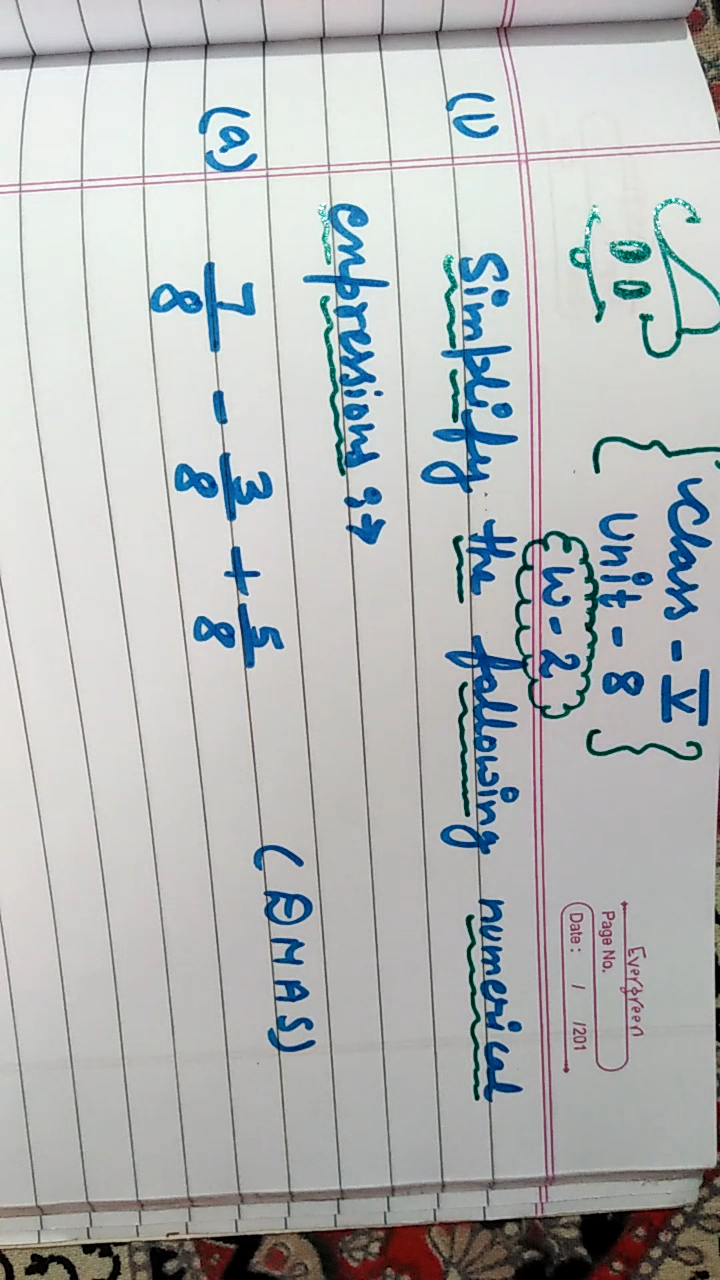 Evergreen
Page No.
Date: / /201
{ Class - V }
{ Unit - 8 }
W - 2
(1) Simplify the following numerical
expressions :→
(a) 7/8 - 3/8 + 5/8 (DMAS)